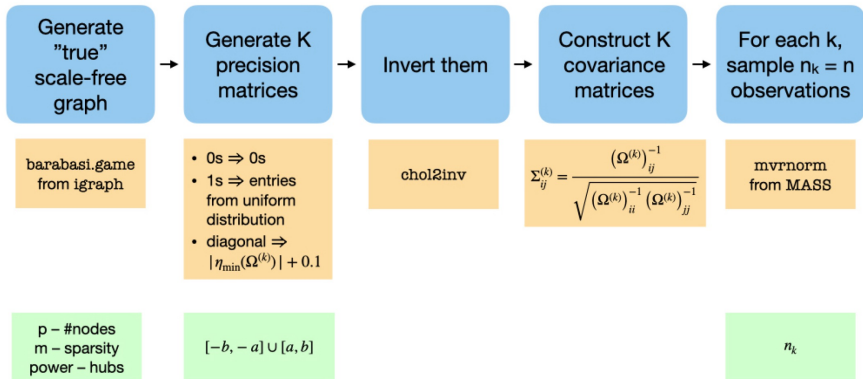 Generate
"true"
scale-free
graph
Generate K
precision
matrices
Invert them
Construct K
covariance
matrices
For each k,
sample nₖ = n
observations
barabasi.game
from igraph
• 0s ⇒ 0s
• 1s ⇒ entries
from uniform
distribution
• diagonal ⇒
|η_min(Ω^(k))| + 0.1
chol2inv
Σ_ij^(k) = (Ω^(k))_ij^−1 / √((Ω^(k))_ii^−1 (Ω^(k))_jj^−1)
mvrnorm
from MASS
p – #nodes
m – sparsity
power – hubs
[−b, −a] ∪ [a, b]
nₖ